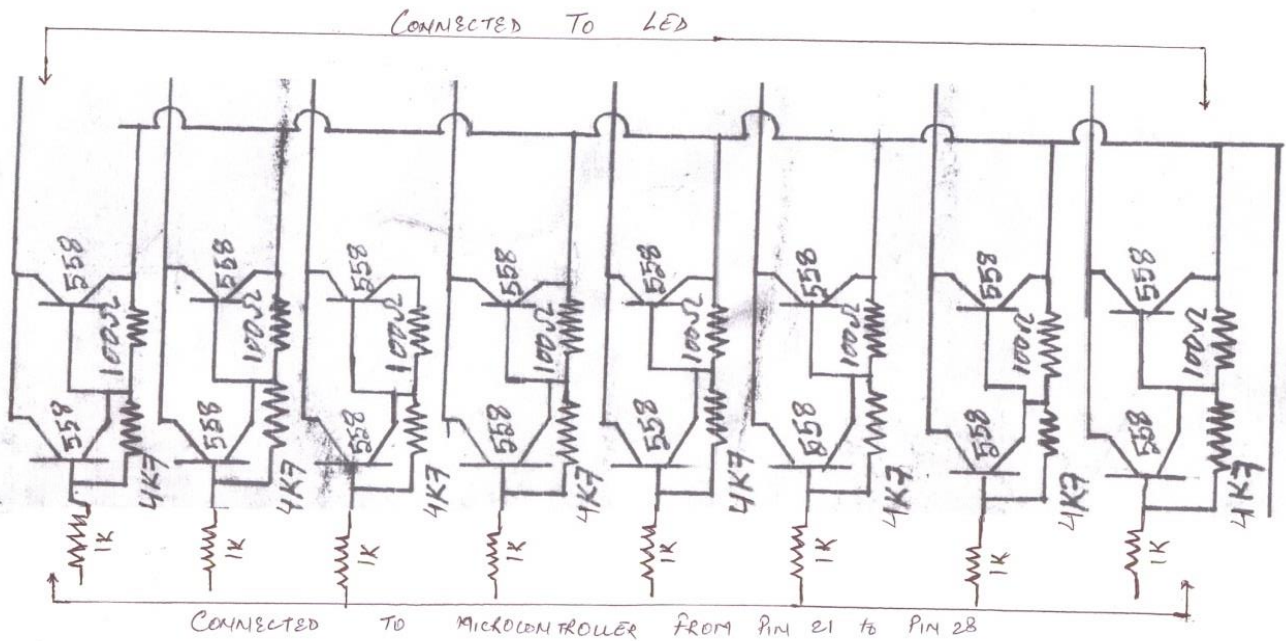 CONNECTED TO LED
558 558 558 558 558 558 558 558
100Ω 100Ω 100Ω 100Ω 100Ω 100Ω 100Ω 100Ω
558 558 558 558 558 558 558 558
4K7 4K7 4K7 4K7 4K7 4K7 4K7 4K7
1K 1K 1K 1K 1K 1K 1K 1K
CONNECTED TO MICROCONTROLLER FROM PIN 21 to PIN 28